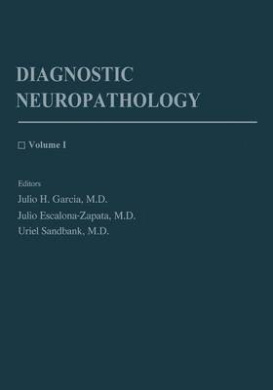 DIAGNOSTIC
NEUROPATHOLOGY
Volume I
Editors
Julio H. Garcia, M.D.
Julio Escalona-Zapata, M.D.
Uriel Sandbank, M.D.